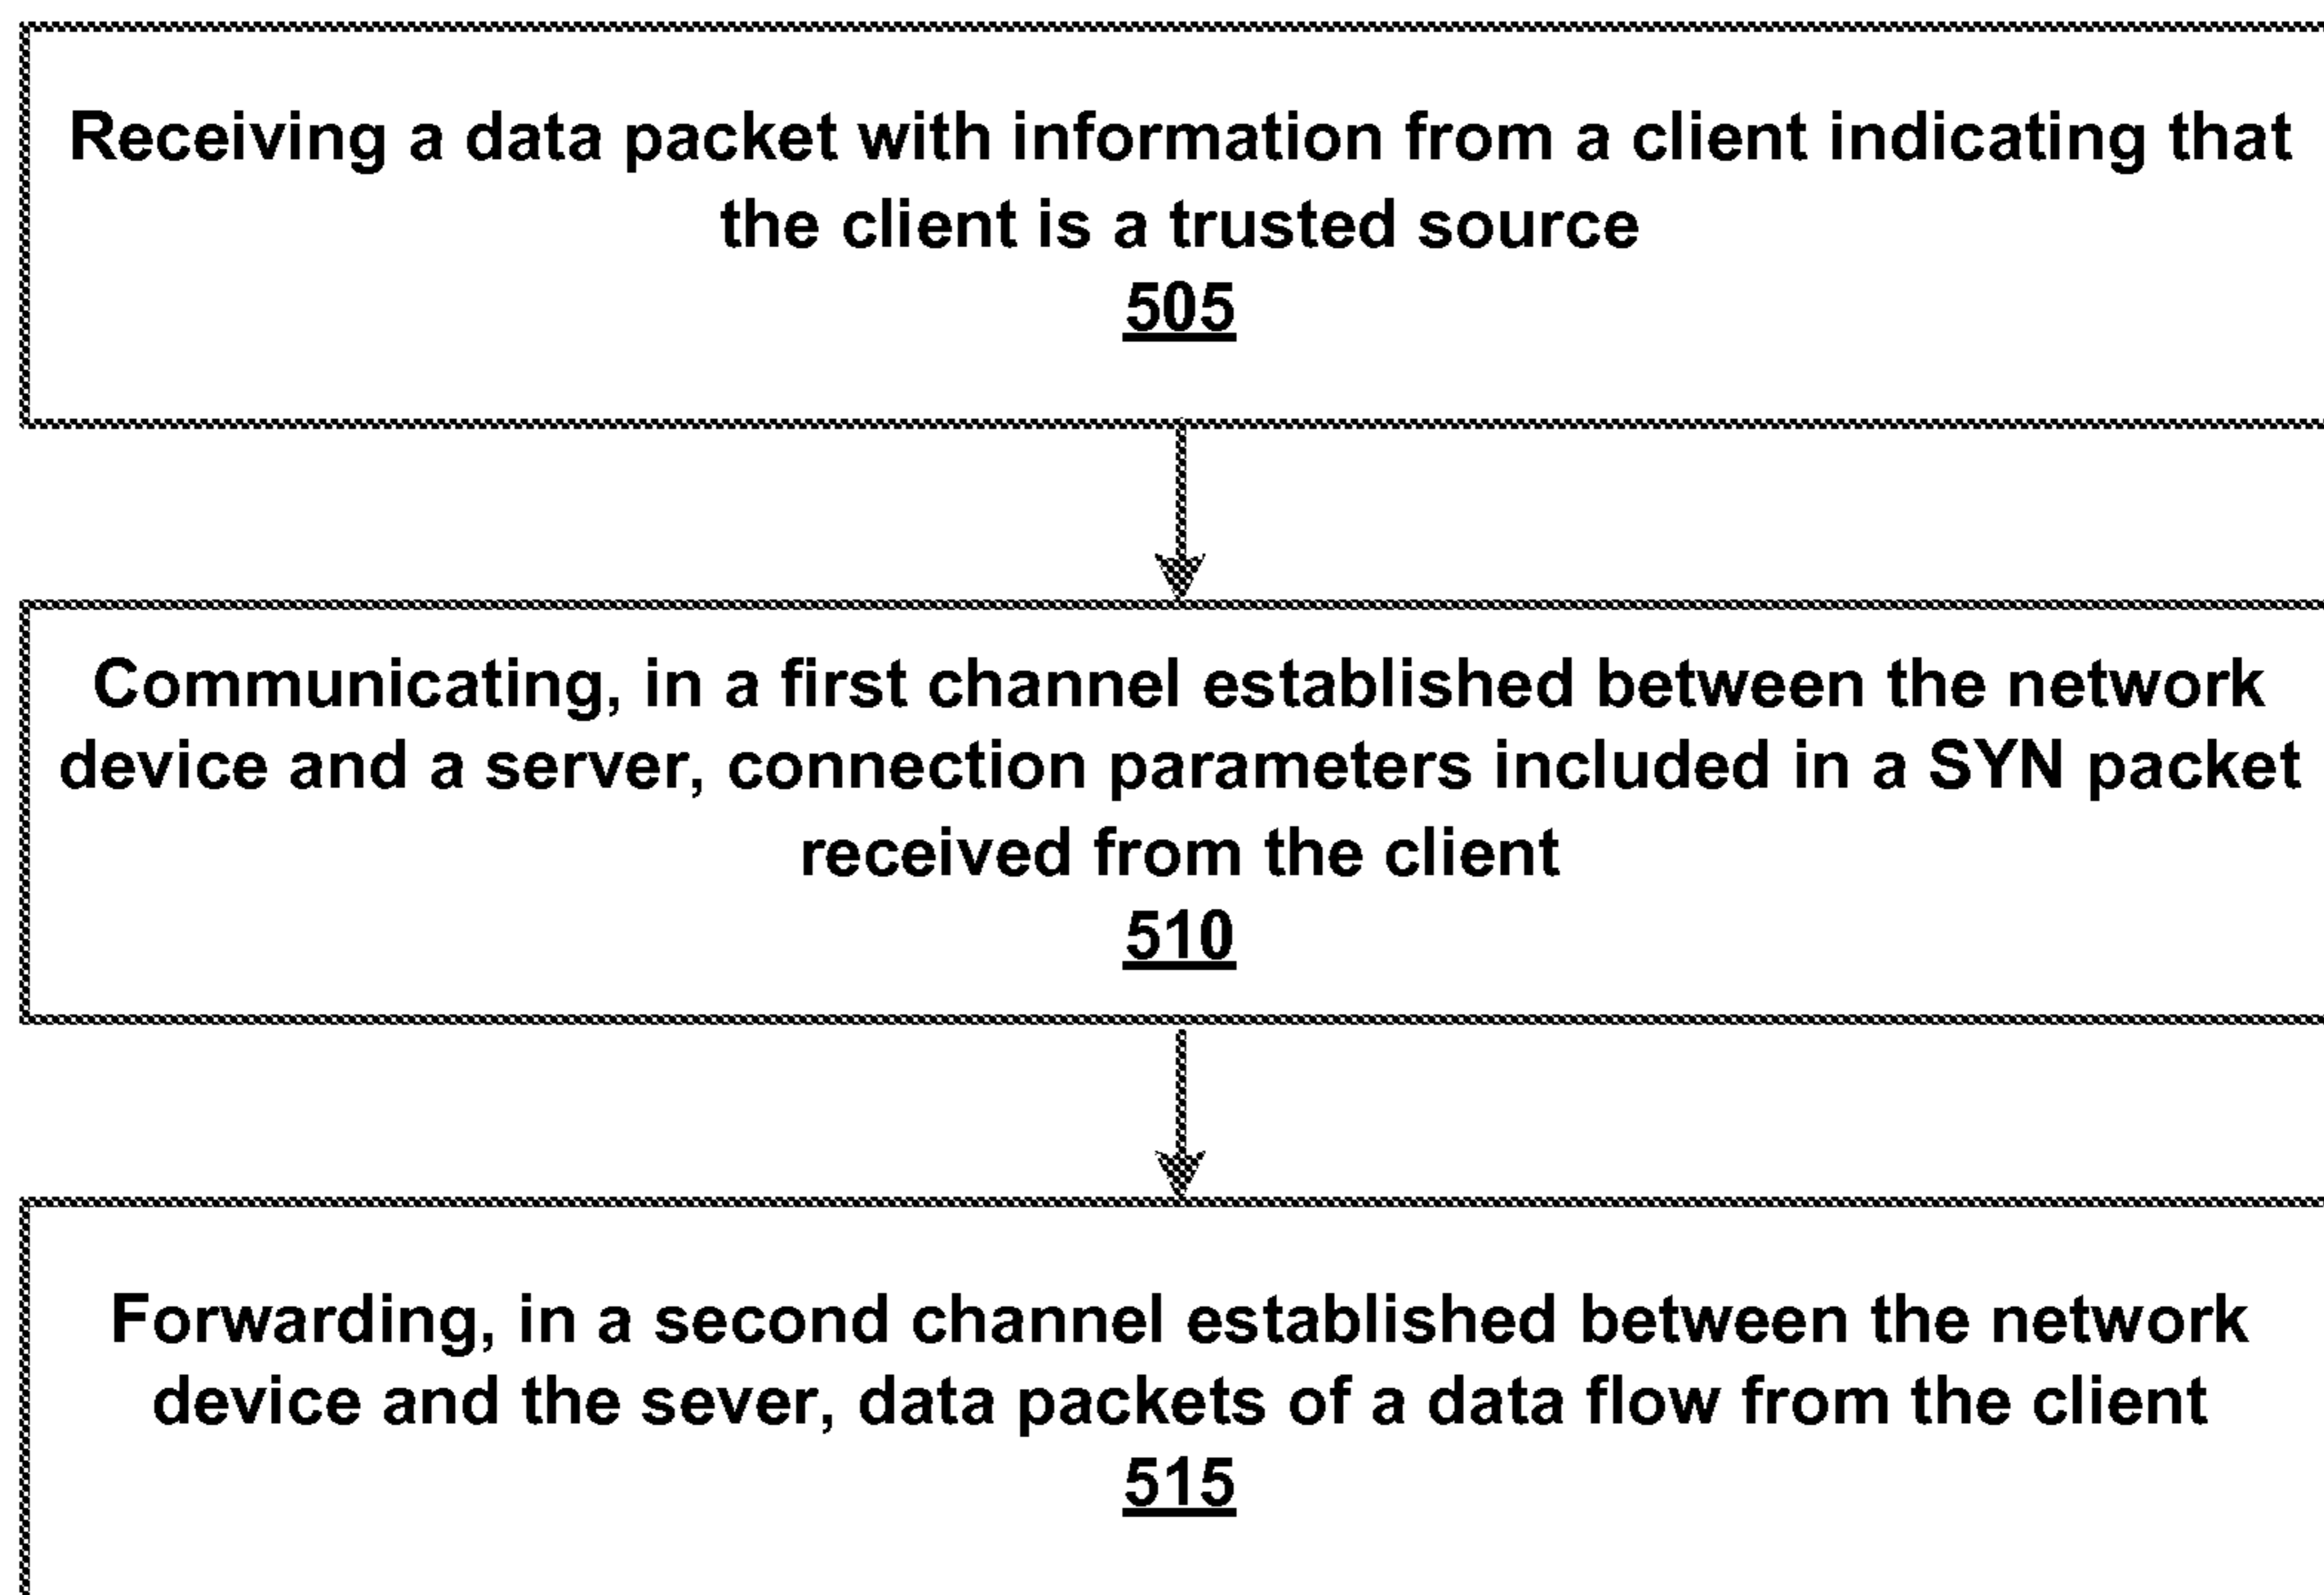 Receiving a data packet with information from a client indicating that
the client is a trusted source
505
Communicating, in a first channel established between the network
device and a server, connection parameters included in a SYN packet
received from the client
510
Forwarding, in a second channel established between the network
device and the sever, data packets of a data flow from the client
515